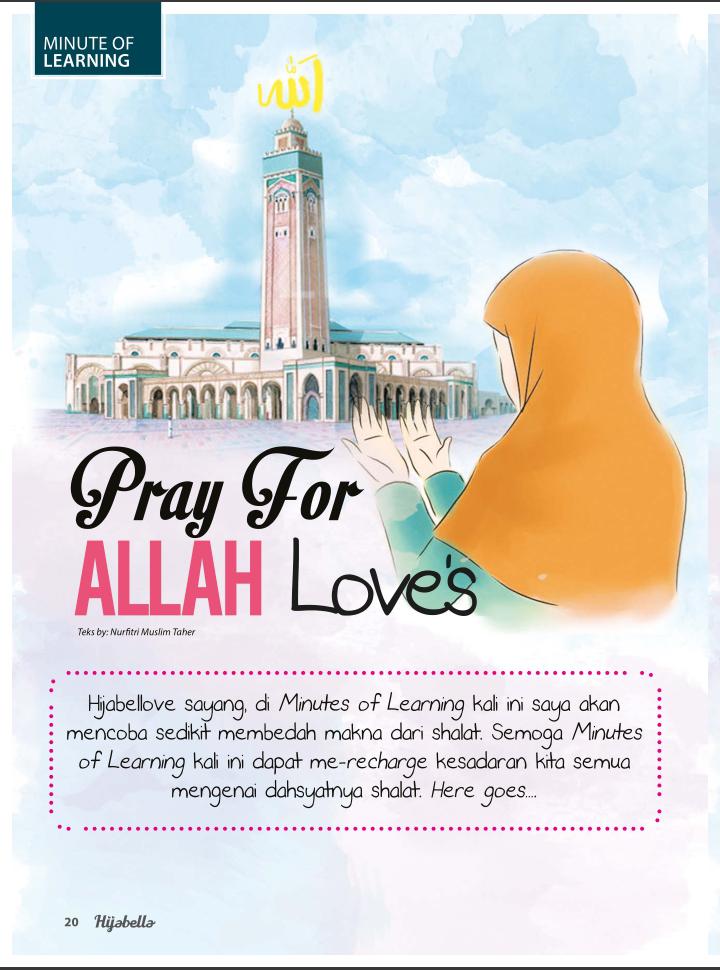 MINUTE OF
LEARNING
الله
Pray For
ALLAH Love's
Teks by: Nurfitri Muslim Taher
Hijabellove sayang, di Minutes of Learning kali ini saya akan
mencoba sedikit membedah makna dari shalat. Semoga Minutes
of Learning kali ini dapat me-recharge kesadaran kita semua
mengenai dahsyatnya shalat. Here goes....
20 Hijabella